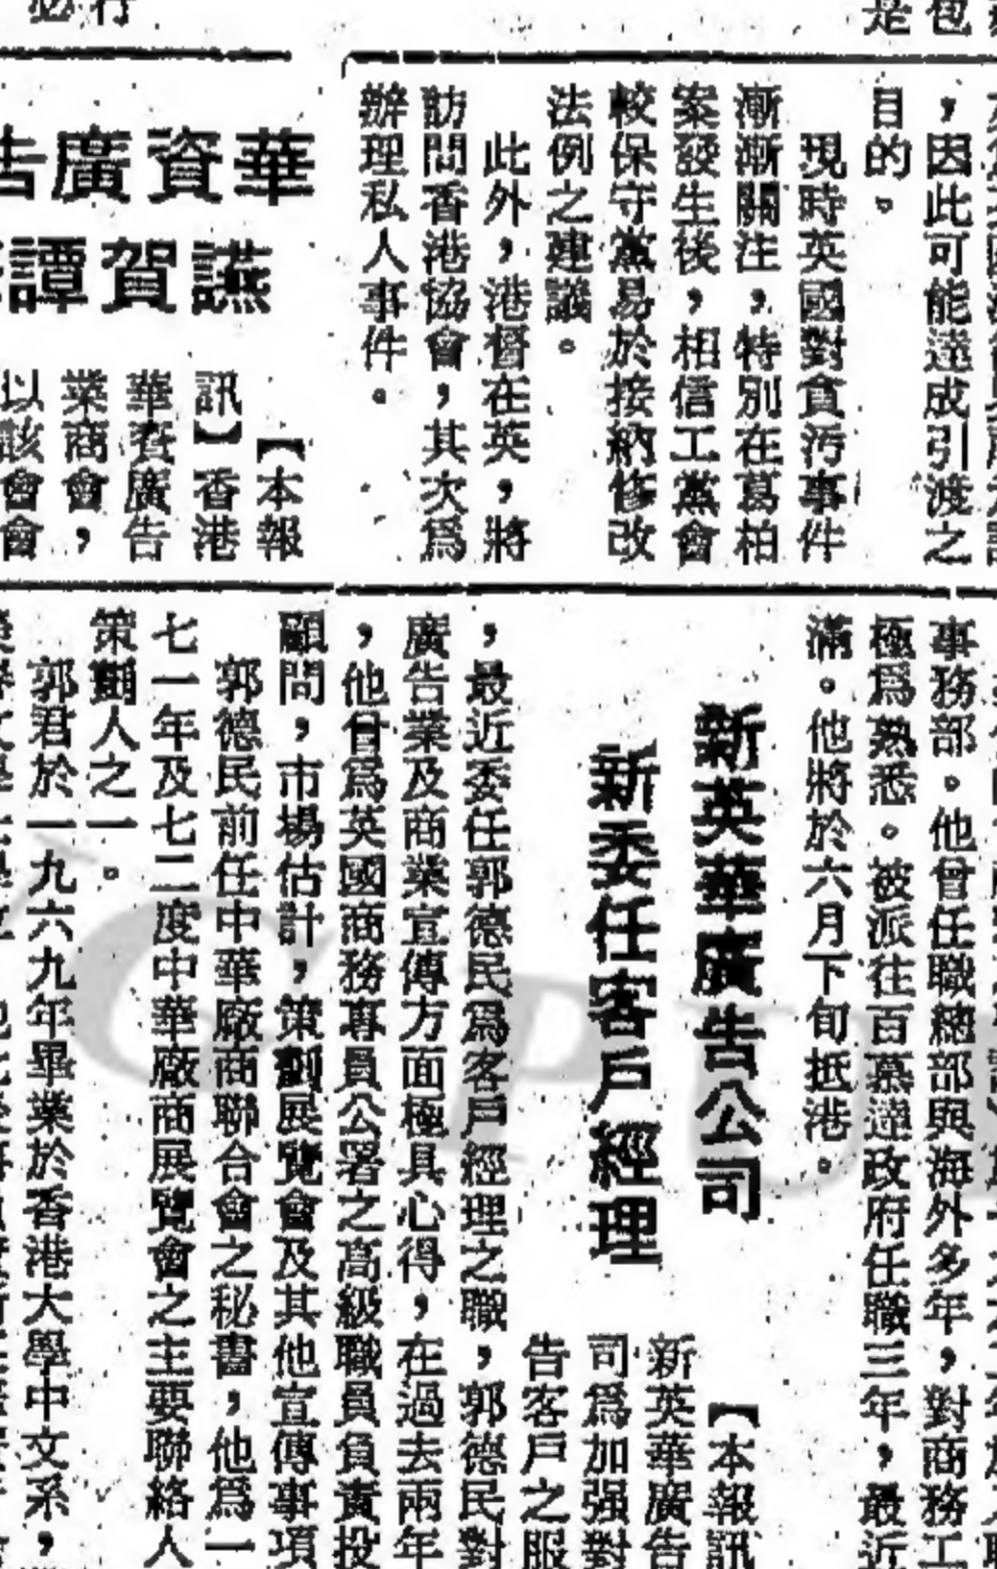 ，因此可能達成引渡之
目的。
現時英國對貪污事件
漸漸關注，特別在葛柏
案發生後，相信工黨會
較保守黨易於接納修改
法例之建議。
此外，港督在英，將
訪問香港協會，其次爲
辦理私人事件。
華資廣告
讌賀譚
【本報
訊】香港
華資廣告
業商會，
以該會會
事務部。他曾任職總部與海外多年，對商務工
極爲熟悉。被派往百慕達政府任職三年，最近
滿。他將於六月下旬抵港。
新英華廣告公司
新委任客戶經理
【本報訊
新英華廣告
司爲加强對
告客戶之服
，最近委任郭德民爲客戶經理之職，郭德民對
廣告業及商業宣傳方面極具心得，在過去兩年
，他曾爲英國商務專員公署之高級職員負責投
顧問，市場估計，策劃展覽會及其他宣傳事項
郭德民前任中華廠商聯合會之秘書，他爲一
七一年及七二度中華廠商展覽會之主要聯絡人
策劃人之一。
郭君於一九六九年畢業於香港大學中文系，